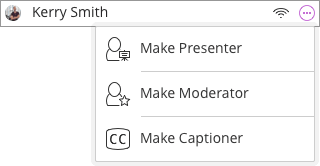 Kerry Smith
Make Presenter
Make Moderator
CC Make Captioner